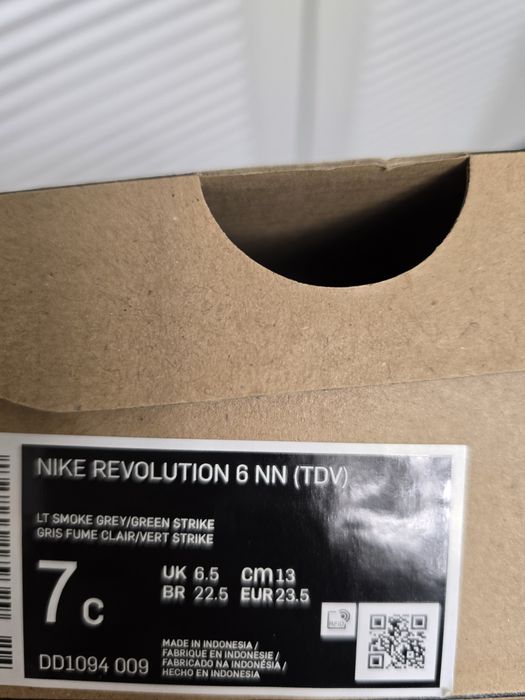 NIKE REVOLUTION 6 NN (TDV)
LT SMOKE GREY/GREEN STRIKE
GRIS FUME CLAIR/VERT STRIKE
7 c
UK 6.5 cm 13
BR 22.5 EUR 23.5
MADE IN INDONESIA /
FABRIQUE EN INDONESIE /
FABRICADO NA INDONÉSIA /
HECHO EN INDONESIA
DD1094 009